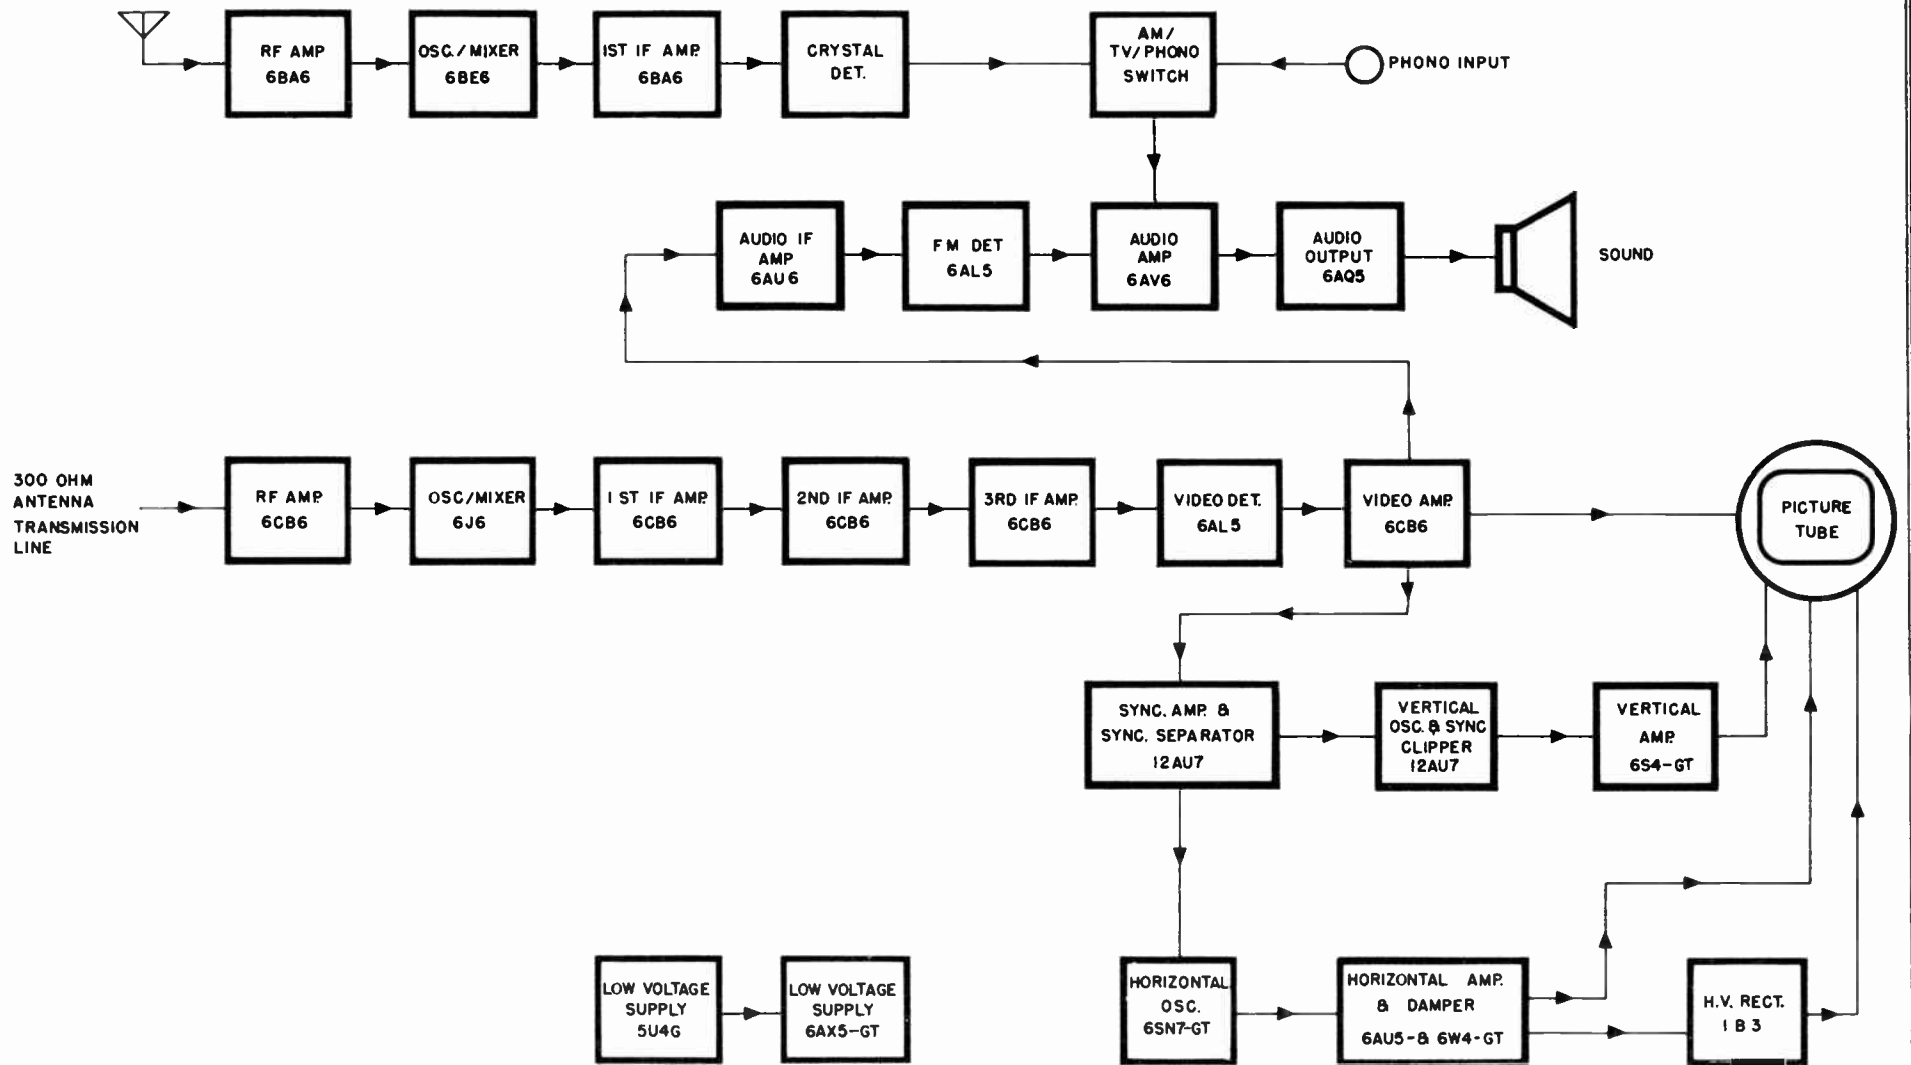 RF AMP
6BA6
OSC./MIXER
6BE6
1ST IF AMP.
6BA6
CRYSTAL
DET.
AM/
TV/PHONO
SWITCH
PHONO INPUT
AUDIO IF
AMP
6AU6
FM DET
6AL5
AUDIO
AMP
6AV6
AUDIO
OUTPUT
6AQ5
SOUND
300 OHM
ANTENNA
TRANSMISSION
LINE
RF AMP.
6CB6
OSC/MIXER
6J6
1 ST IF AMP.
6CB6
2ND IF AMP.
6CB6
3RD IF AMP.
6CB6
VIDEO DET.
6AL5
VIDEO AMP.
6CB6
PICTURE
TUBE
SYNC. AMP. &
SYNC. SEPARATOR
12AU7
VERTICAL
OSC. & SYNC
CLIPPER
12AU7
VERTICAL
AMP.
6S4-GT
LOW VOLTAGE
SUPPLY
5U4G
LOW VOLTAGE
SUPPLY
6AX5-GT
HORIZONTAL
OSC.
6SN7-GT
HORIZONTAL AMP.
& DAMPER
6AU5-& 6W4-GT
H.V. RECT.
1 B 3